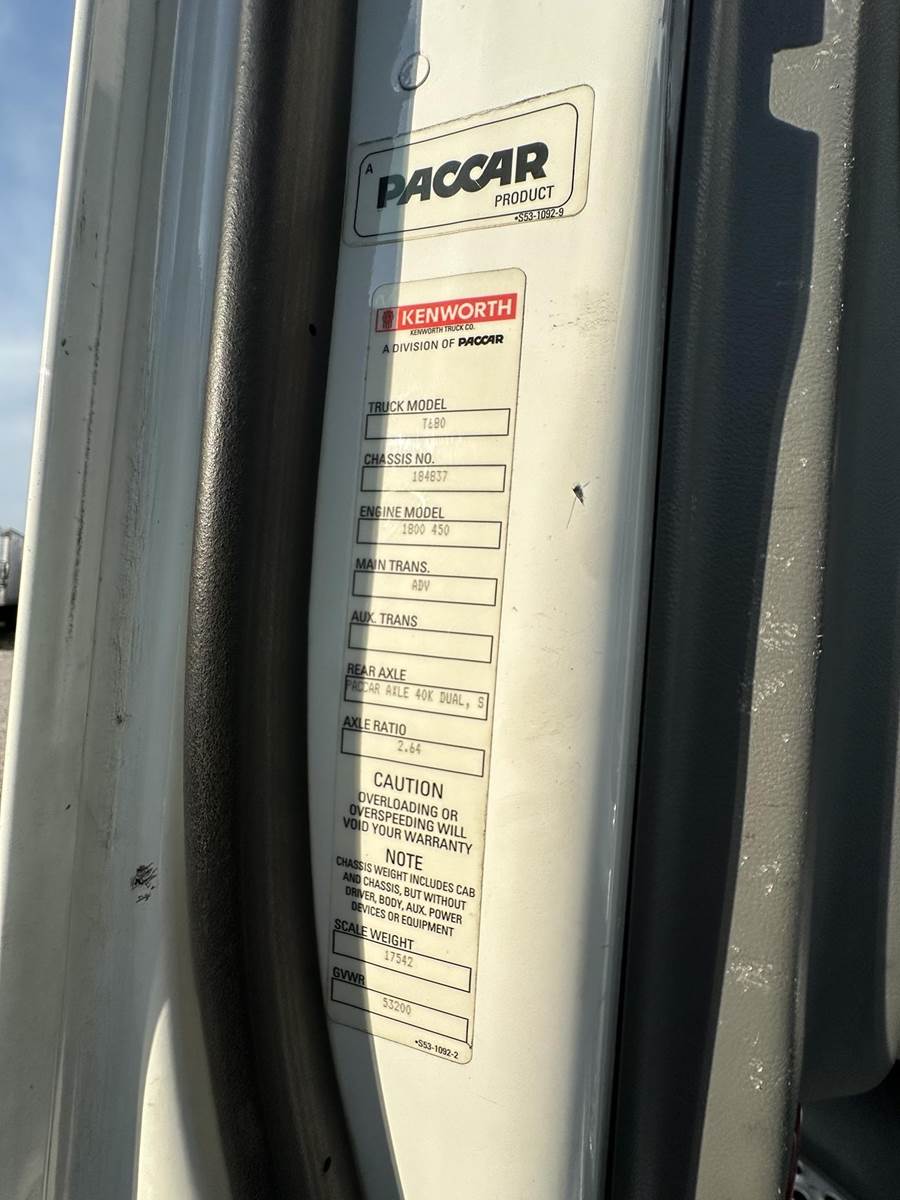 A
PACCAR
PRODUCT
•S53-1092-9
KENWORTH
KENWORTH TRUCK CO.
A DIVISION OF PACCAR
TRUCK MODEL
T680
CHASSIS NO.
184837
ENGINE MODEL
1800 450
MAIN TRANS.
ADV
AUX. TRANS
REAR AXLE
PACCAR AXLE 40K DUAL, S
AXLE RATIO
2.64
CAUTION
OVERLOADING OR
OVERSPEEDING WILL
VOID YOUR WARRANTY
NOTE
CHASSIS WEIGHT INCLUDES CAB
AND CHASSIS, BUT WITHOUT
DRIVER, BODY, AUX. POWER
DEVICES OR EQUIPMENT
SCALE WEIGHT
17542
GVWR
53200
•S53-1092-2